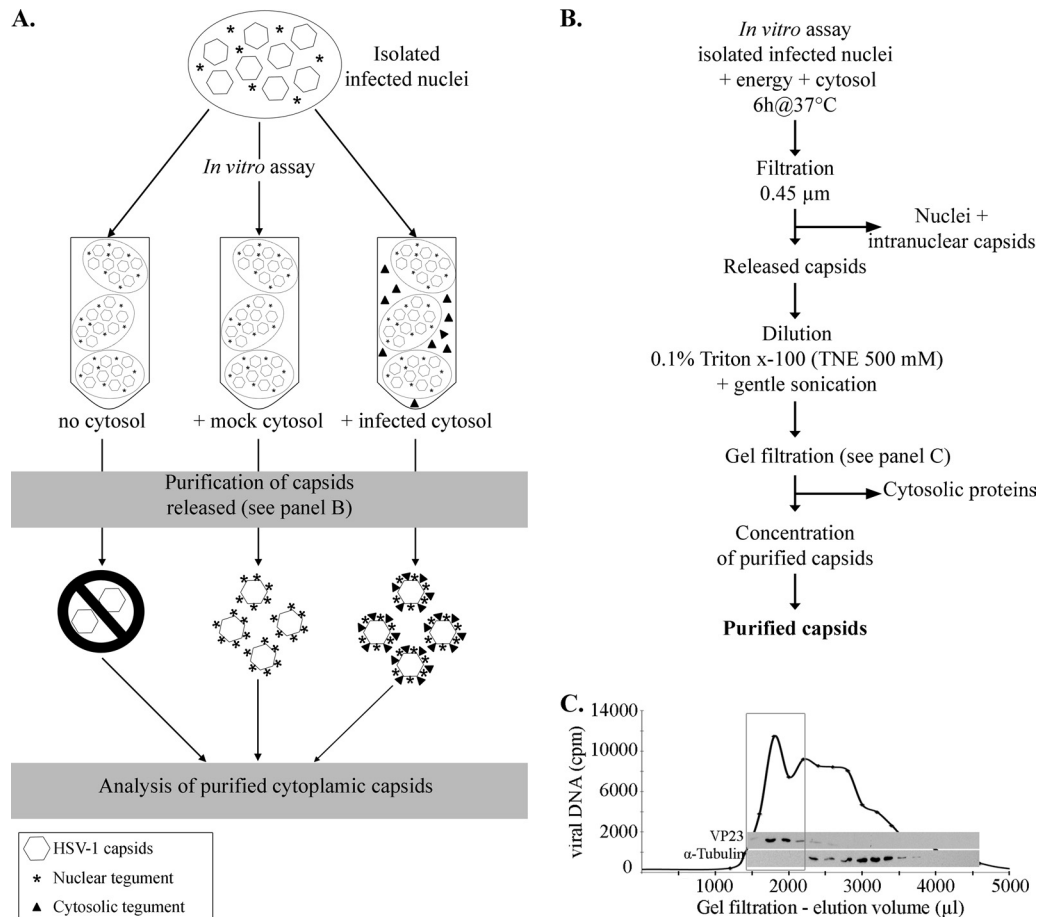 A.
Isolated
infected nuclei
In vitro assay
no cytosol
+ mock cytosol
+ infected cytosol
Purification of capsids
released (see panel B)
Analysis of purified cytoplamic capsids
HSV-1 capsids
* Nuclear tegument
▲ Cytosolic tegument
B.
In vitro assay
isolated infected nuclei
+ energy + cytosol
6h@37°C
Filtration
0.45 µm
Nuclei +
intranuclear capsids
Released capsids
Dilution
0.1% Triton x-100 (TNE 500 mM)
+ gentle sonication
Gel filtration (see panel C)
Cytosolic proteins
Concentration
of purified capsids
Purified capsids
C.
viral DNA (cpm)
14000
12000
10000
8000
6000
2000
0
VP23
α-Tubulin
1000
2000
3000
4000
5000
Gel filtration - elution volume (µl)